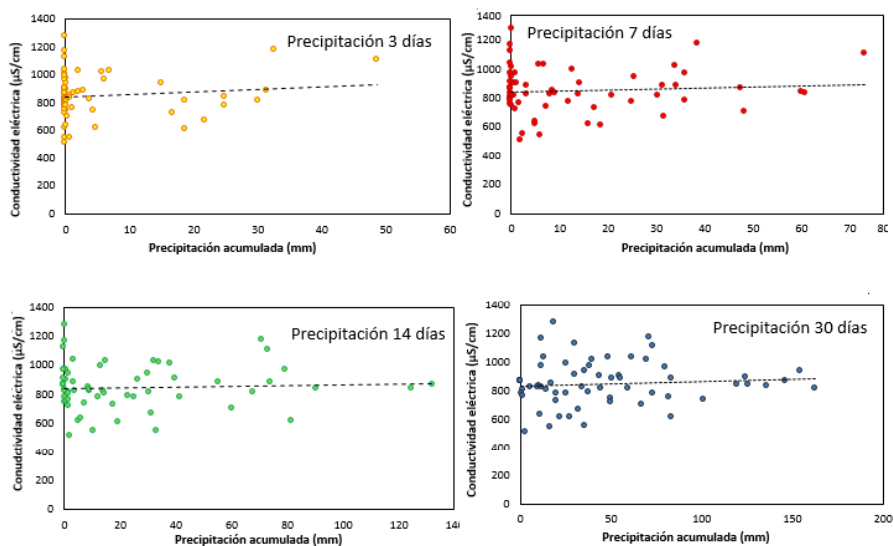 Precipitación 3 días
Conductividad eléctrica (µS/cm)
1400
1200
1000
800
600
400
200
0
0 10 20 30 40 50 60
Precipitación acumulada (mm)
Precipitación 7 días
Conductividad eléctrica (µS/cm)
1400
1200
1000
800
600
400
200
0
0 10 20 30 40 50 60 70 80
Precipitación acumulada (mm)
Precipitación 14 días
Conudcitividad eléctrica (µS/cm)
1400
1200
1000
800
600
400
200
0
0 20 40 60 80 100 120 140
Precipitación acumulada (mm)
Precipitación 30 días
Conductividad eléctrica (µS/cm)
1400
1200
1000
800
600
400
200
0
0 50 100 150 200
Precipitación acumulada (mm)